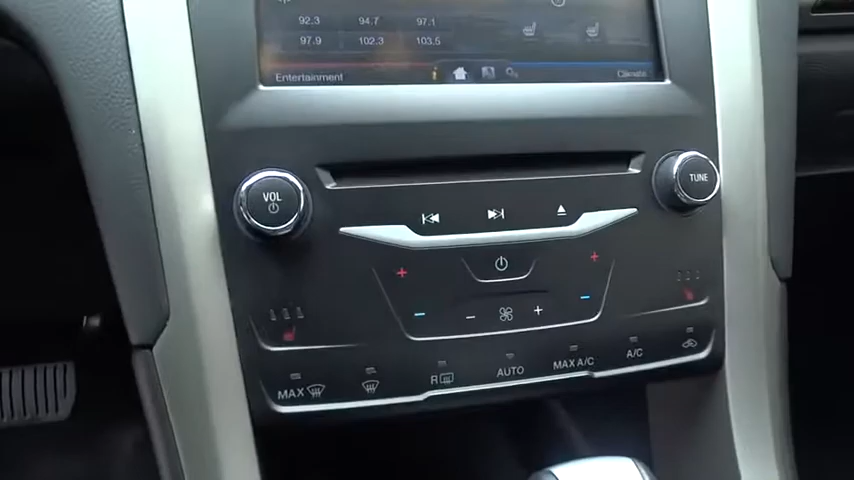 92.3 94.7 97.1
97.9 102.3 103.5
Entertainment i Climate
VOL
TUNE
+ +
- - + -
MAX R AUTO MAX A/C A/C